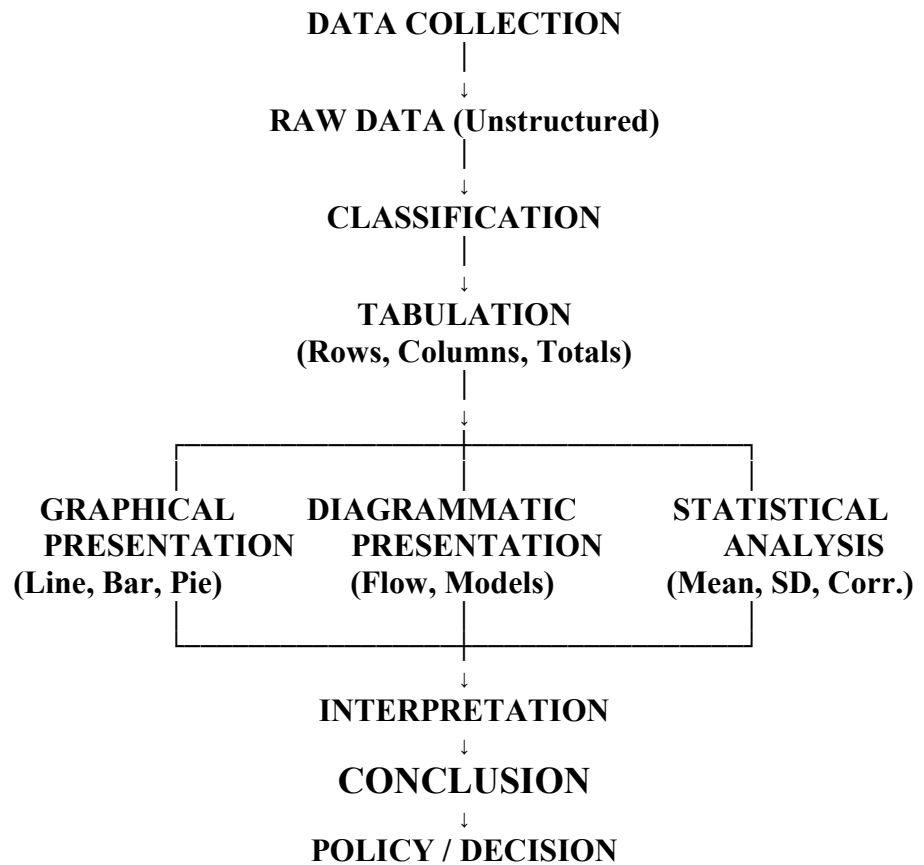 DATA COLLECTION
↓
RAW DATA (Unstructured)
↓
CLASSIFICATION
↓
TABULATION
(Rows, Columns, Totals)
↓
GRAPHICAL DIAGRAMMATIC STATISTICAL
PRESENTATION PRESENTATION ANALYSIS
(Line, Bar, Pie) (Flow, Models) (Mean, SD, Corr.)
↓
INTERPRETATION
↓
CONCLUSION
↓
POLICY / DECISION